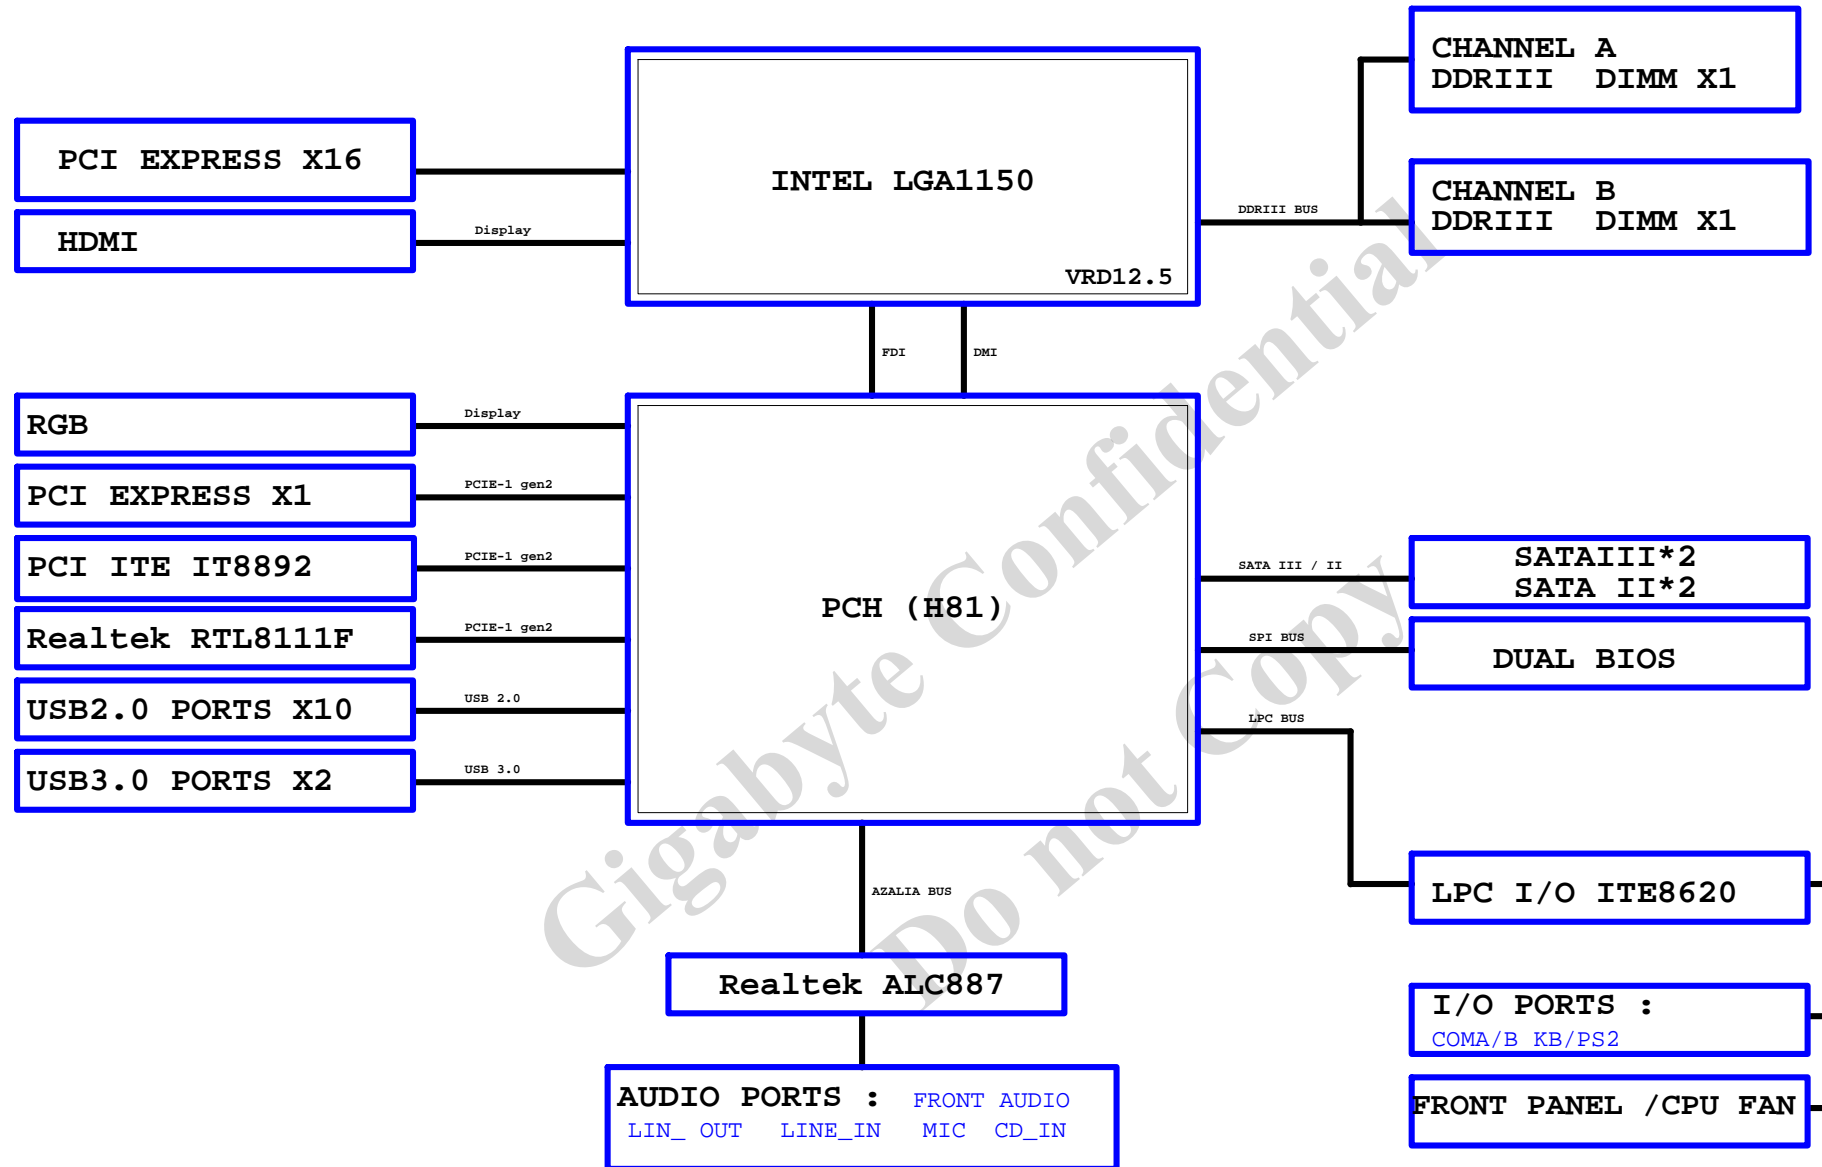 CHANNEL A
DDRIII DIMM X1
PCI EXPRESS X16
INTEL LGA1150
CHANNEL B
DDRIII DIMM X1
DDRIII BUS
HDMI
Display
VRD12.5
FDI
DMI
RGB
Display
PCI EXPRESS X1
PCIE-1 gen2
PCI ITE IT8892
PCIE-1 gen2
Realtek RTL8111F
PCIE-1 gen2
USB2.0 PORTS X10
USB 2.0
USB3.0 PORTS X2
USB 3.0
PCH (H81)
SATA III / II
SATAIII*2
SATA II*2
SPI BUS
DUAL BIOS
LPC BUS
LPC I/O ITE8620
AZALIA BUS
Realtek ALC887
I/O PORTS :
COMA/B KB/PS2
AUDIO PORTS : FRONT AUDIO
LIN_ OUT LINE_IN MIC CD_IN
FRONT PANEL /CPU FAN
Gigabyte Confidential
Do not Copy